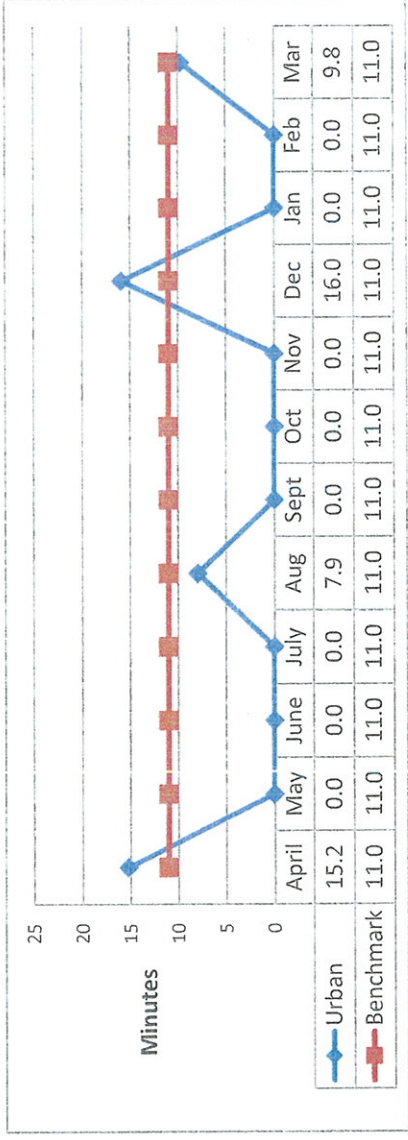 25
20
15
10
5
0
Minutes
April May June July Aug Sept Oct Nov Dec Jan Feb Mar
Urban 15.2 0.0 0.0 0.0 7.9 0.0 0.0 0.0 16.0 0.0 0.0 9.8
Benchmark 11.0 11.0 11.0 11.0 11.0 11.0 11.0 11.0 11.0 11.0 11.0 11.0